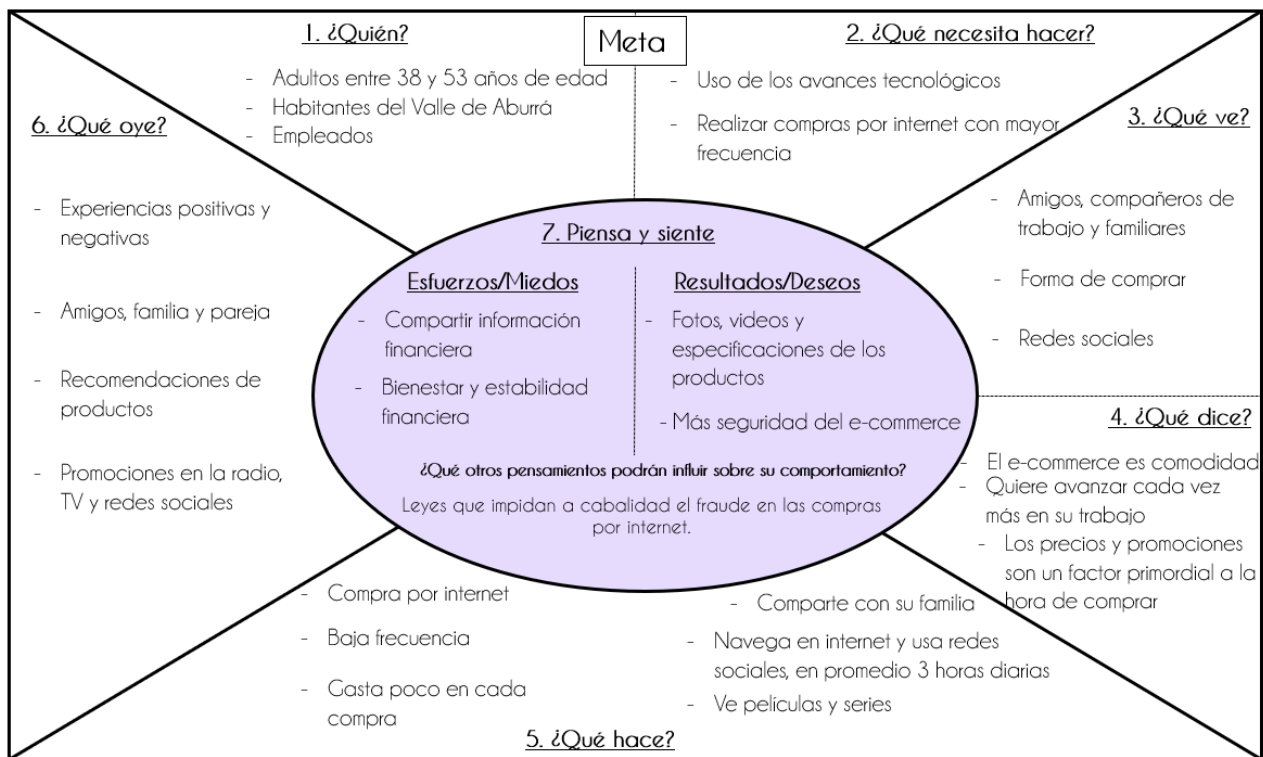 Meta
1. ¿Quién?
- Adultos entre 38 y 53 años de edad
- Habitantes del Valle de Aburrá
- Empleados
2. ¿Qué necesita hacer?
- Uso de los avances tecnológicos
- Realizar compras por internet con mayor
frecuencia
3. ¿Qué ve?
- Amigos, compañeros de
trabajo y familiares
- Forma de comprar
- Redes sociales
4. ¿Qué dice?
- El e-commerce es comodidad
- Quiere avanzar cada vez
más en su trabajo
- Los precios y promociones
son un factor primordial a la
hora de comprar
5. ¿Qué hace?
- Compra por internet
- Baja frecuencia
- Gasta poco en cada
compra
- Comparte con su familia
- Navega en internet y usa redes
sociales, en promedio 3 horas diarias
- Ve películas y series
6. ¿Qué oye?
- Experiencias positivas y
negativas
- Amigos, familia y pareja
- Recomendaciones de
productos
- Promociones en la radio,
TV y redes sociales
7. Piensa y siente
Esfuerzos/Miedos
- Compartir información
financiera
- Bienestar y estabilidad
financiera
Resultados/Deseos
- Fotos, videos y
especificaciones de los
productos
- Más seguridad del e-commerce
¿Qué otros pensamientos podrán influir sobre su comportamiento?
Leyes que impidan a cabalidad el fraude en las compras
por internet.